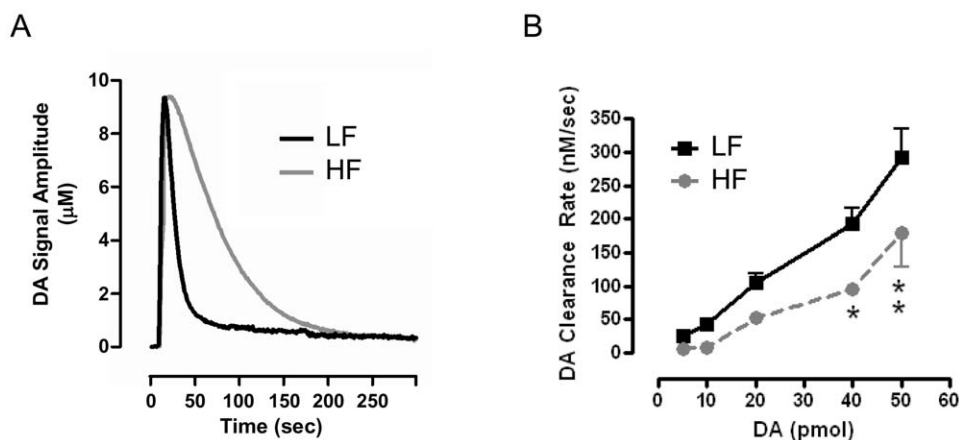 A
DA Signal Amplitude
(μM)
10
8
6
4
2
0
LF
HF
0 50 100 150 200 250
Time (sec)
B
DA Clearance Rate (nM/sec)
350
300
250
200
150
100
50
0
LF
HF
*
*
*
0 10 20 30 40 50 60
DA (pmol)